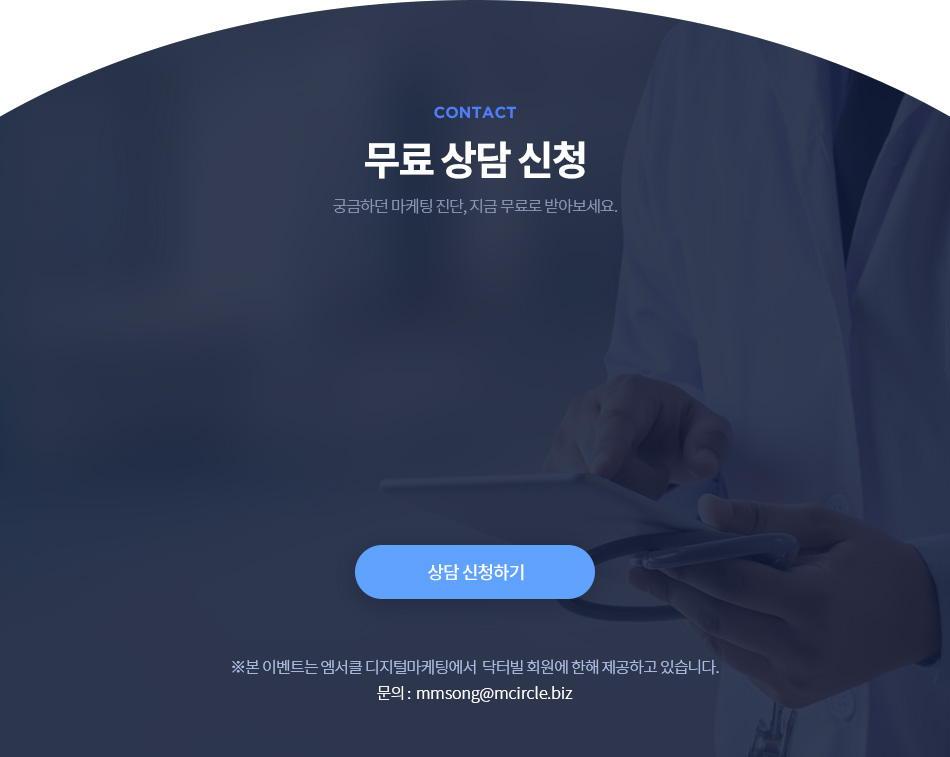 CONTACT
무료 상담 신청
궁금하던 마케팅 진단, 지금 무료로 받아보세요.
상담 신청하기
※본 이벤트는 엠서클 디지털마케팅에서 닥터빌 회원에 한해 제공하고 있습니다.
문의 : mmsong@mcircle.biz